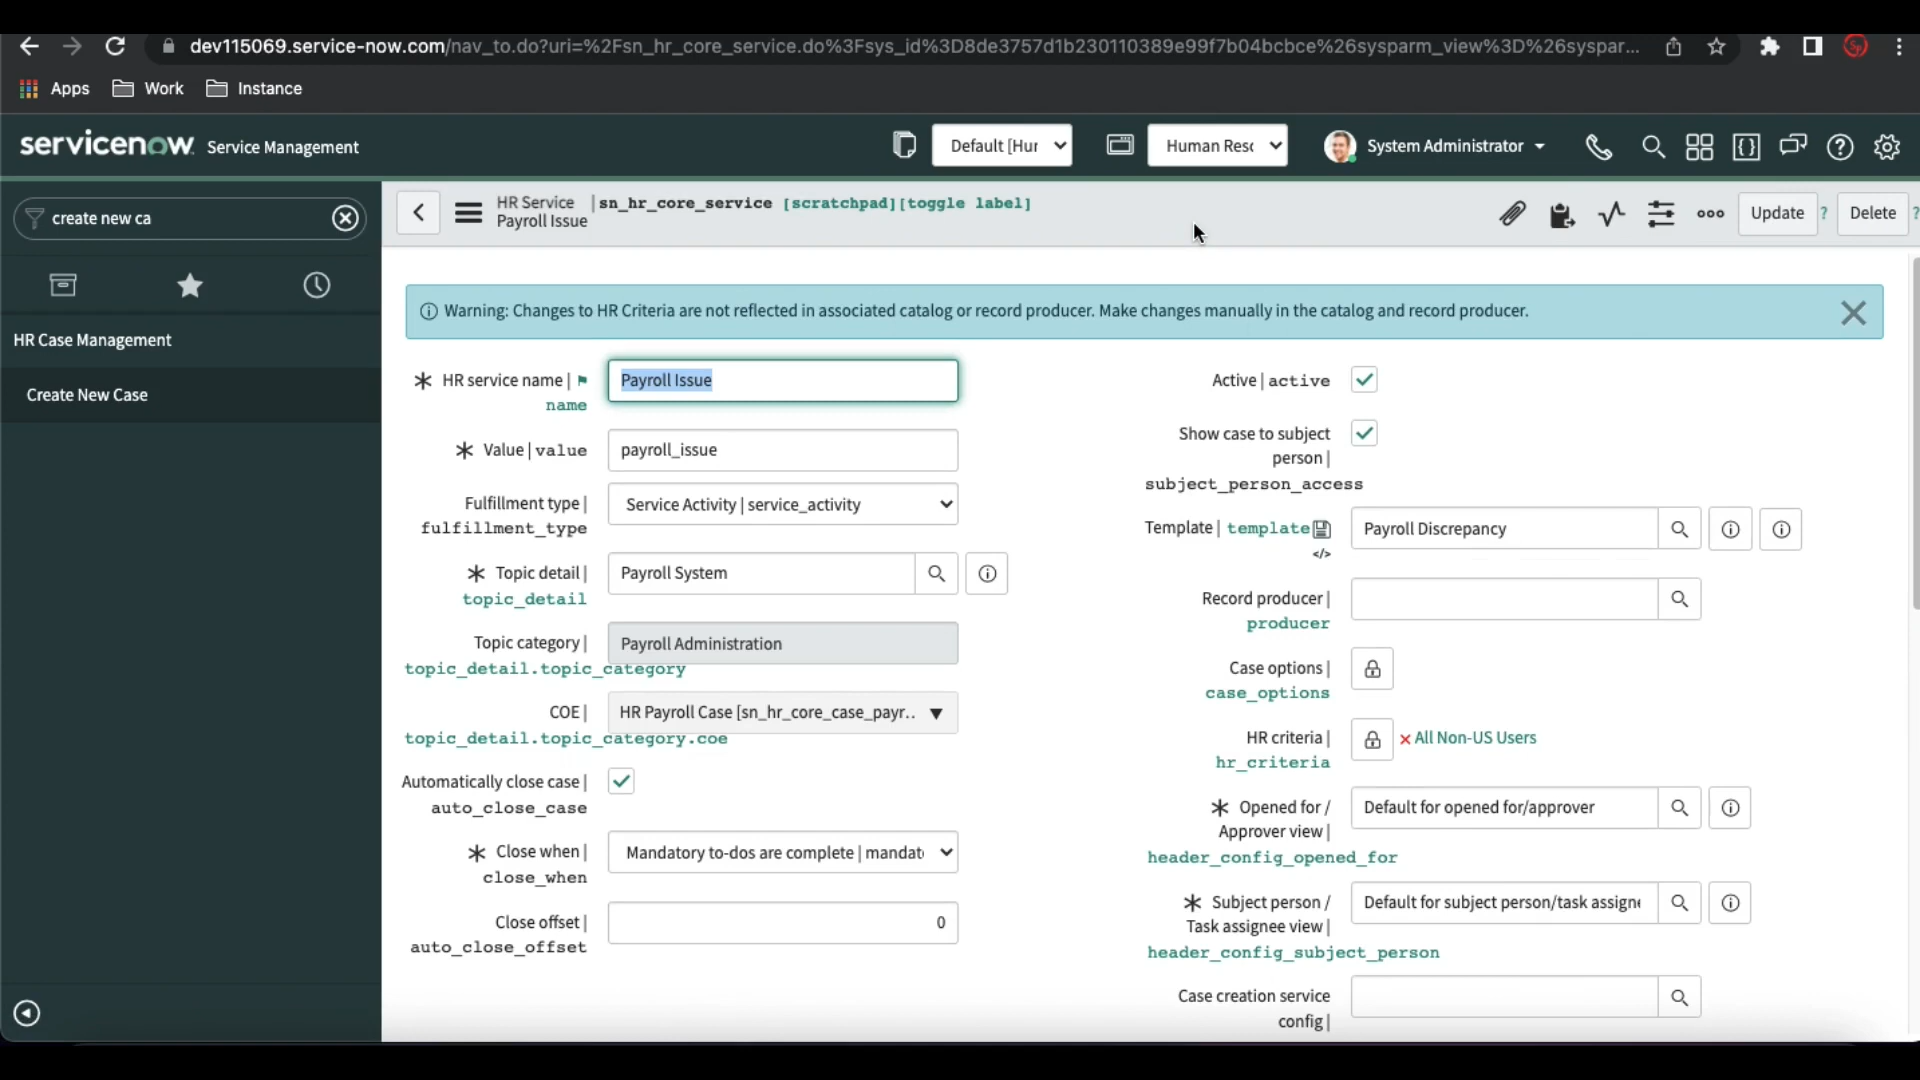 dev115069.service-now.com/nav_to.do?uri=%2Fsn_hr_core_service.do%3Fsys_id%3D8de3757d1b230110389e99f7b04bcbce%26sysparm_view%3D%26syspar...
Apps Work Instance
servicenow Service Management
Default [Hur
Human Resc
System Administrator
create new ca
HR Case Management
Create New Case
HR Service |sn_hr_core_service [scratchpad][toggle label]
Payroll Issue
Update ?
Delete ?
Warning: Changes to HR Criteria are not reflected in associated catalog or record producer. Make changes manually in the catalog and record producer.
HR service name |
name
Payroll Issue
Value | value
payroll_issue
Fulfillment type |
fulfillment_type
Service Activity | service_activity
Topic detail |
topic_detail
Payroll System
Topic category |
topic_detail.topic_category
Payroll Administration
COE |
topic_detail.topic_category.coe
HR Payroll Case [sn_hr_core_case_payr..
Automatically close case |
auto_close_case
Close when |
close_when
Mandatory to-dos are complete | mandat
Close offset |
auto_close_offset
0
Active | active
Show case to subject
person |
subject_person_access
Template | template
</>
Payroll Discrepancy
Record producer |
producer
Case options |
case_options
HR criteria |
hr_criteria
All Non-US Users
Opened for /
Approver view |
header_config_opened_for
Default for opened for/approver
Subject person /
Task assignee view |
header_config_subject_person
Default for subject person/task assigne
Case creation service
config |